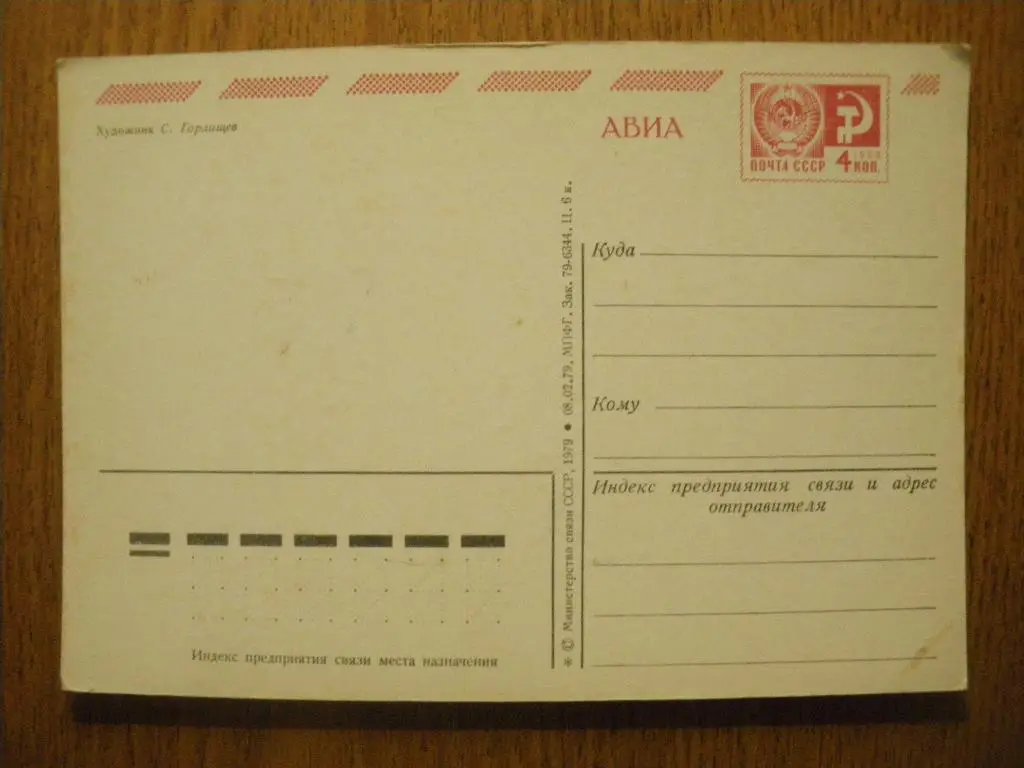 Художник С. Горлищев
АВИА
ПОЧТА СССР
4 КОП.
Куда
Кому
Индекс предприятия связи и адрес
отправителя
* © Министерство связи СССР, 1979 ● 08.02.79. МПФГ. Зак. 79-6344. Ц. 6 к.
Индекс предприятия связи места назначения